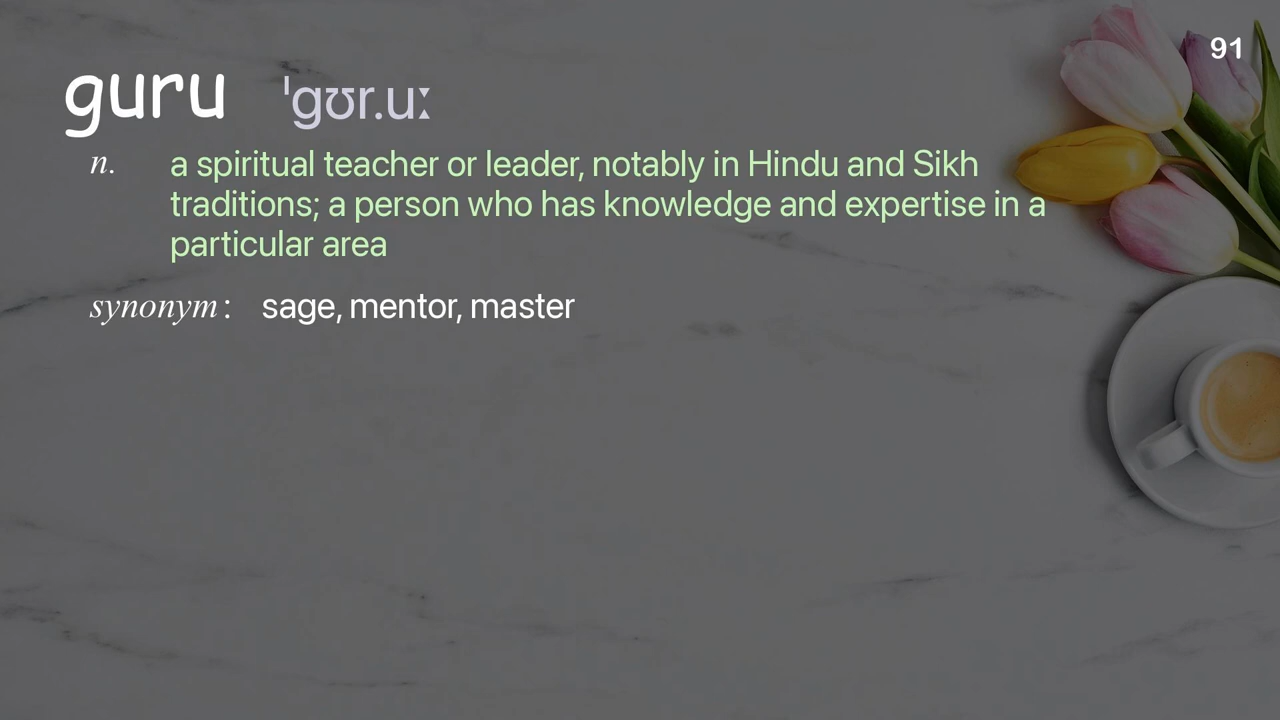 91
guru ˈɡʊr.uː
n. a spiritual teacher or leader, notably in Hindu and Sikh
traditions; a person who has knowledge and expertise in a
particular area
synonym: sage, mentor, master